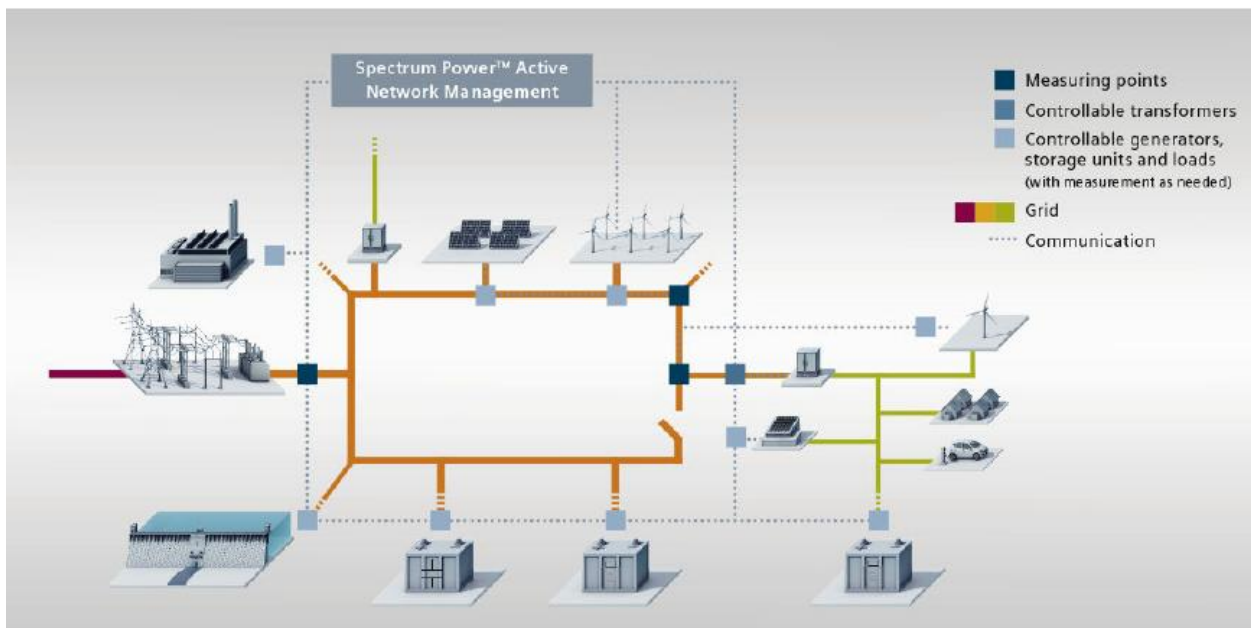 Spectrum Power™ Active
Network Management
Measuring points
Controllable transformers
Controllable generators,
storage units and loads
(with measurement as needed)
Grid
Communication